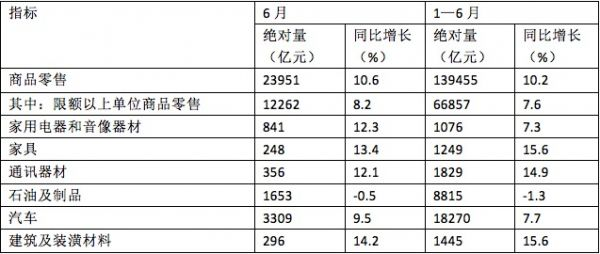 指标 6 月 1—6 月
绝对量（亿元） 同比增长（%） 绝对量（亿元） 同比增长（%）
商品零售 23951 10.6 139455 10.2
其中：限额以上单位商品零售 12262 8.2 66857 7.6
家用电器和音像器材 841 12.3 1076 7.3
家具 248 13.4 1249 15.6
通讯器材 356 12.1 1829 14.9
石油及制品 1653 -0.5 8815 -1.3
汽车 3309 9.5 18270 7.7
建筑及装潢材料 296 14.2 1445 15.6